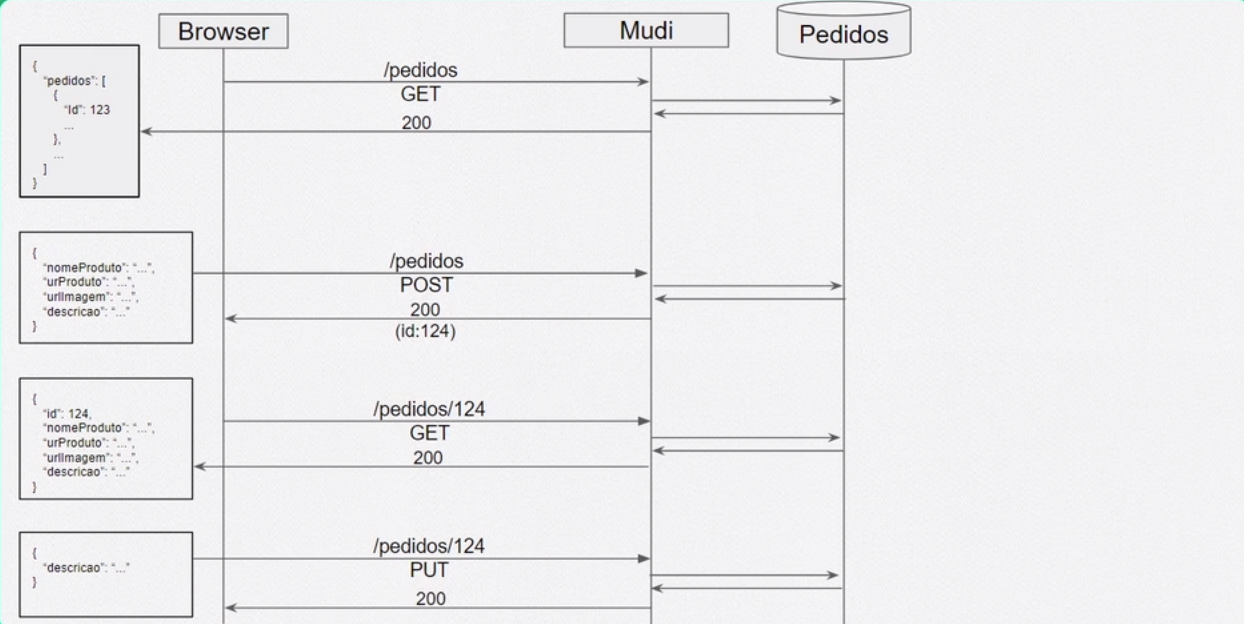 Browser
Mudi
Pedidos
{
"pedidos": [
{
"Id": 123
...
},
...
]
}
/pedidos
GET
200
{
"nomeProduto": "...",
"urProduto": "...",
"urlImagem": "...",
"descricao": "..."
}
/pedidos
POST
200
(id:124)
{
"id": 124,
"nomeProduto": "...",
"urProduto": "...",
"urlImagem": "...",
"descricao": "..."
}
/pedidos/124
GET
200
{
"descricao": "..."
}
/pedidos/124
PUT
200